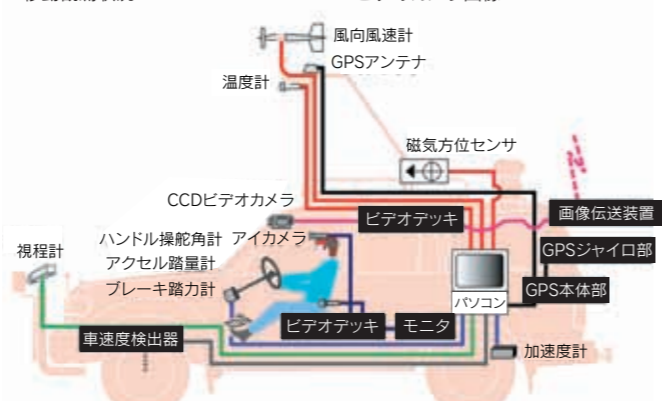 風向風速計
GPSアンテナ
温度計
磁気方位センサ
CCDビデオカメラ
ビデオデッキ
画像伝送装置
ハンドル操舵角計 アイカメラ
視程計
アクセル踏量計
GPSジャイロ部
ブレーキ踏力計
GPS本体部
パソコン
ビデオデッキ
モニタ
車速度検出器
加速度計